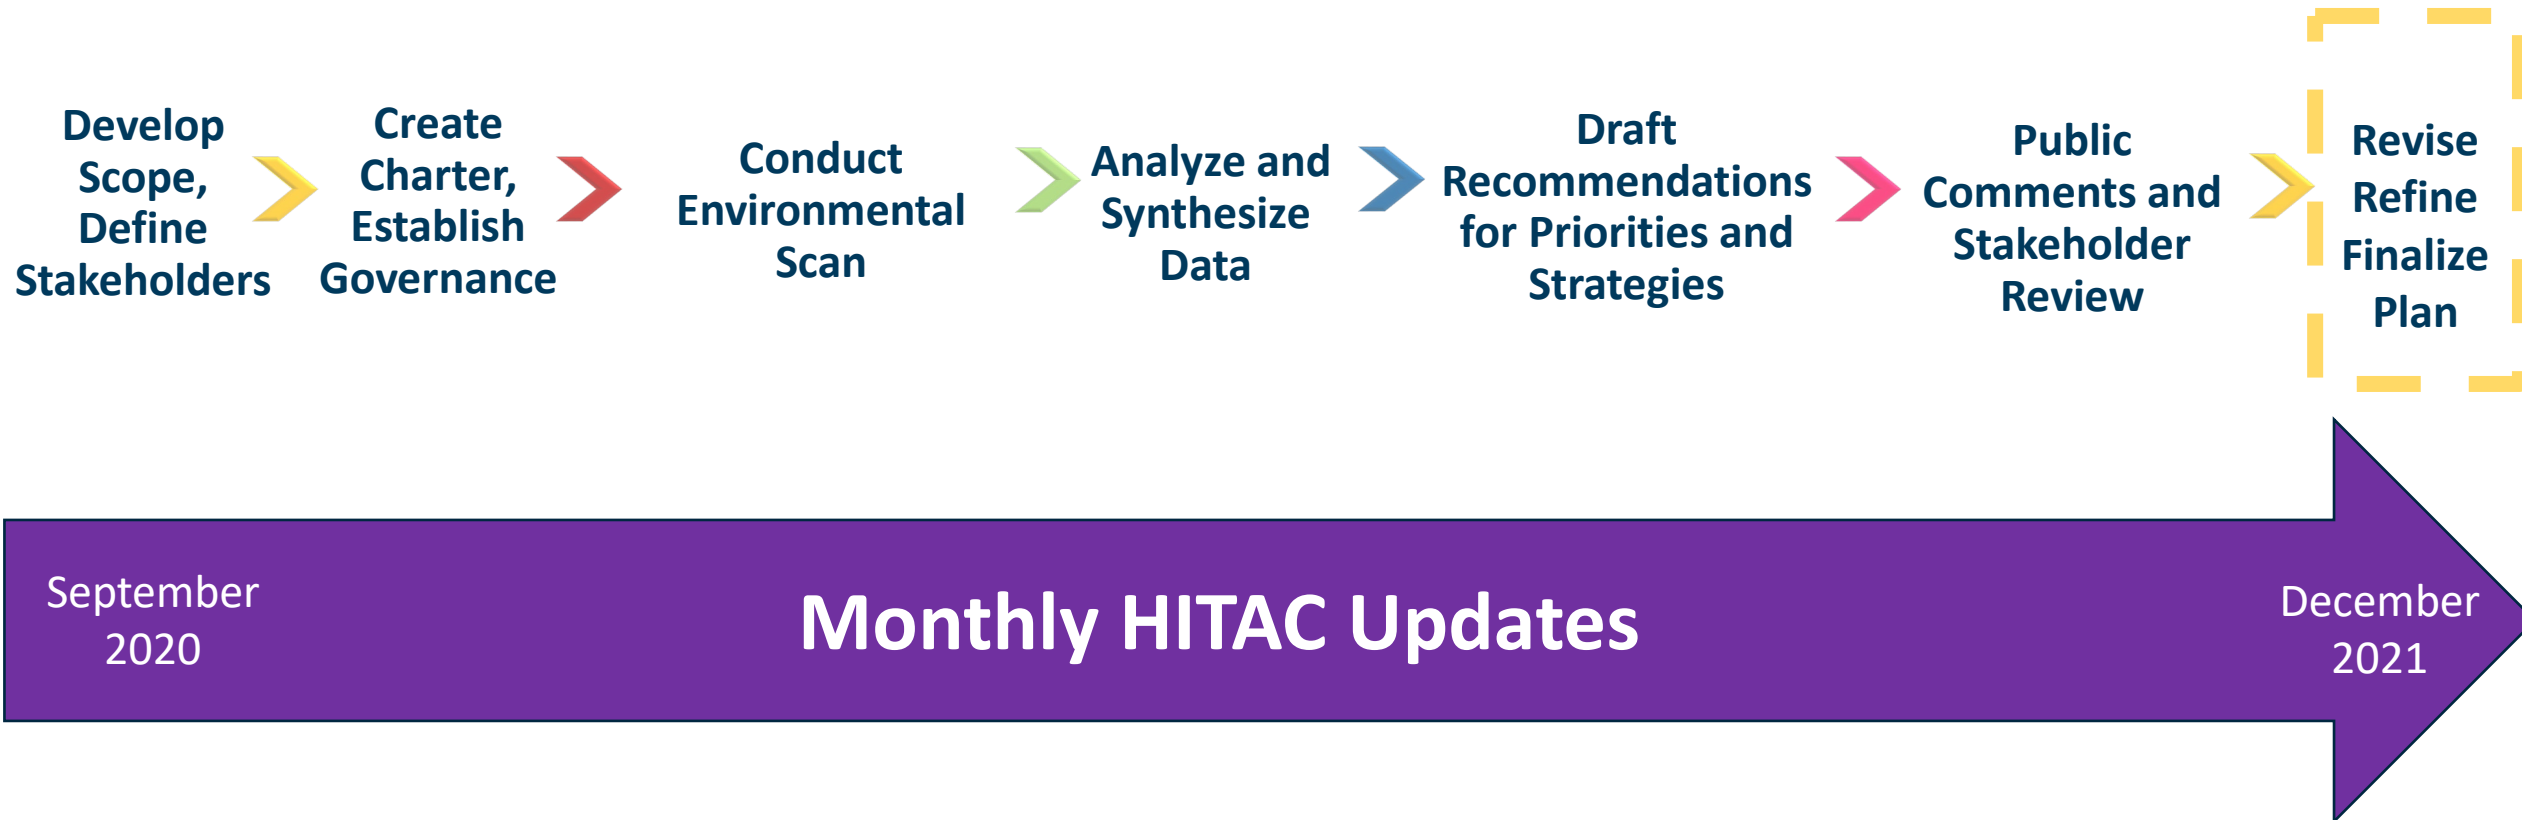 Develop
Scope,
Define
Stakeholders
Create
Charter,
Establish
Governance
Conduct
Environmental
Scan
Analyze and
Synthesize
Data
Draft
Recommendations
for Priorities and
Strategies
Public
Comments and
Stakeholder
Review
Revise
Refine
Finalize
Plan
September
2020
Monthly HITAC Updates
December
2021